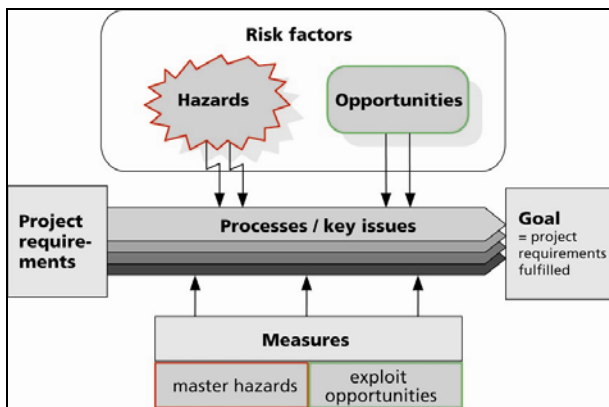 Risk factors
Hazards
Opportunities
Project
require-
ments
Processes / key issues
Goal
= project
requirements
fulfilled
Measures
master hazards
exploit
opportunities